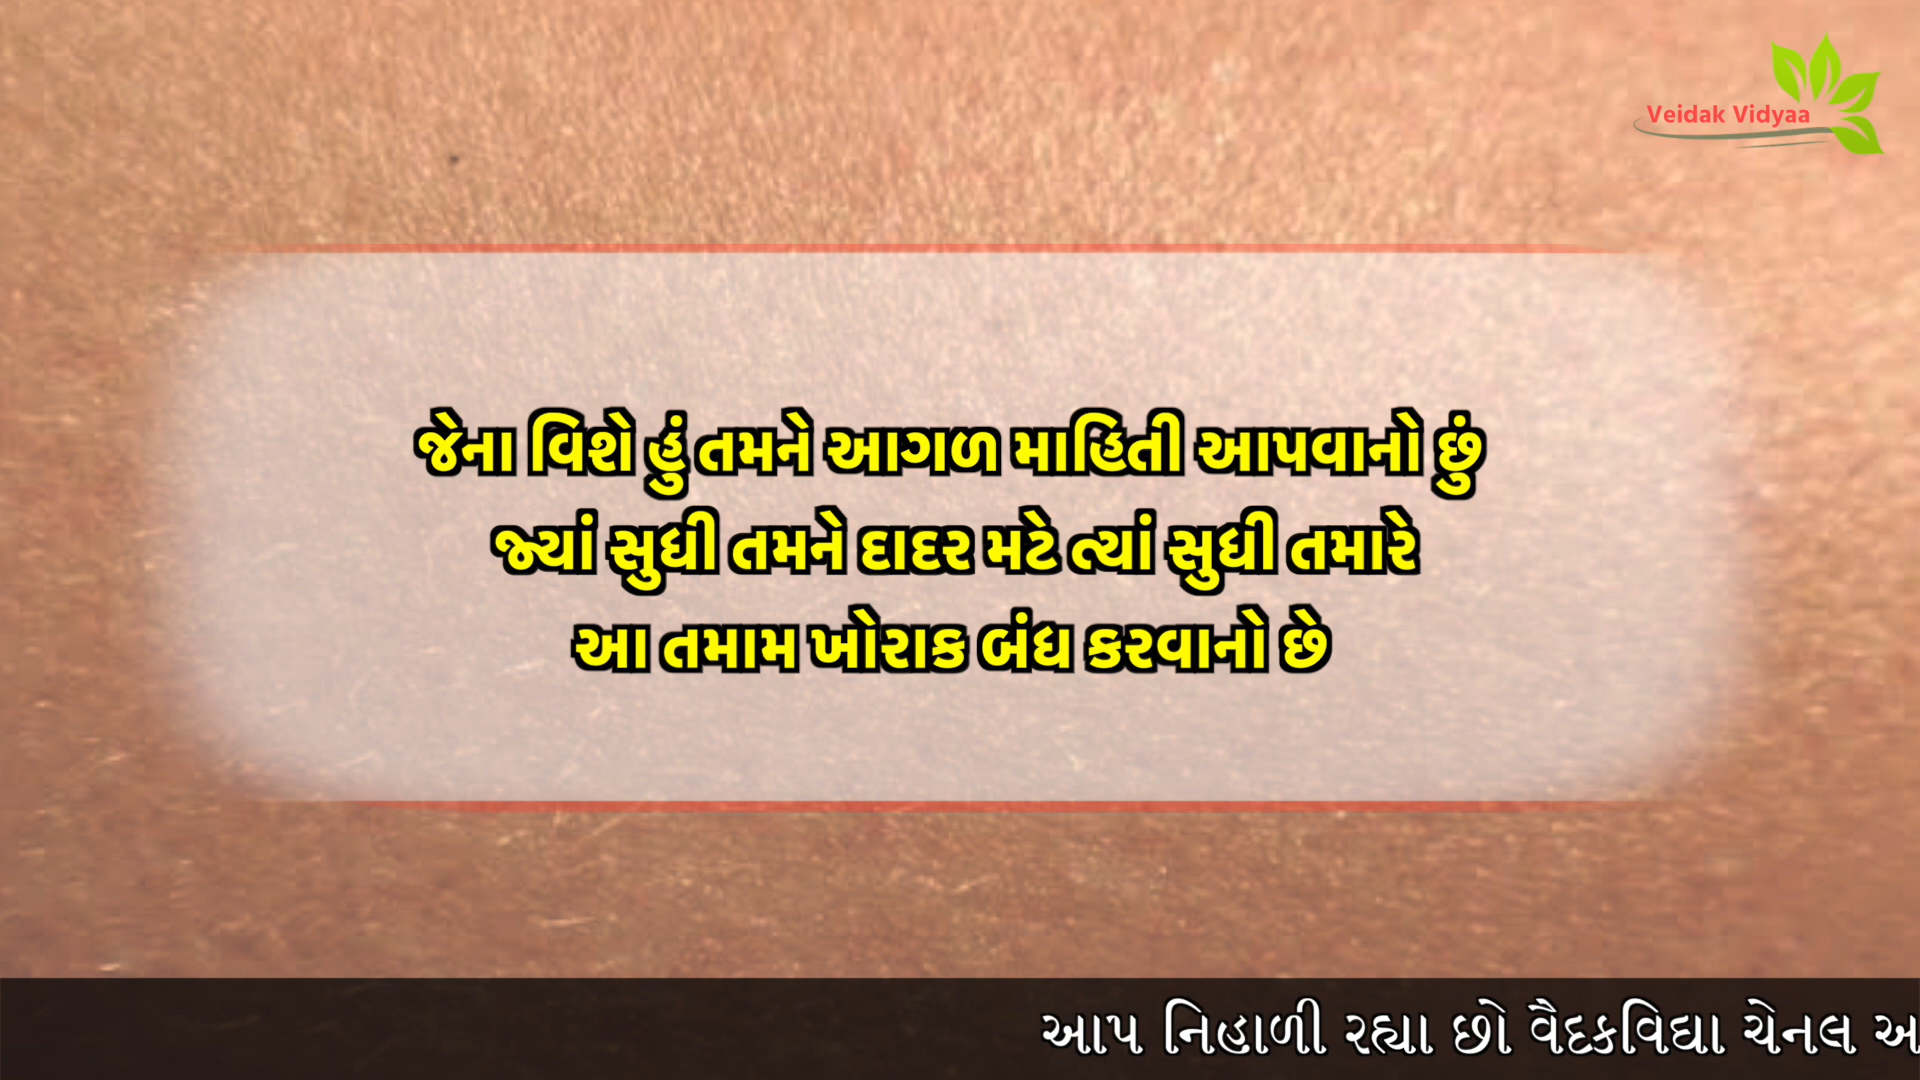 Veidak Vidyaa
જેના વિશે હું તમને આગળ માહિતી આપવાનો છું
જ્યાં સુધી તમને દાદર મટે ત્યાં સુધી તમારે
આ તમામ ખોરાક બંધ કરવાનો છે
આપ નિહાળી રહ્યા છો વૈદકવિદ્યા ચેનલ અ